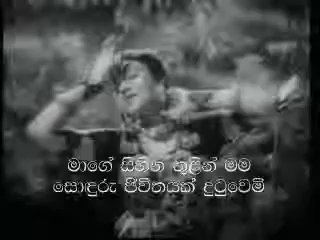 මාගේ සිහින තුළින් මම
සොඳුරු ජීවිතයක් දුටුවෙමි